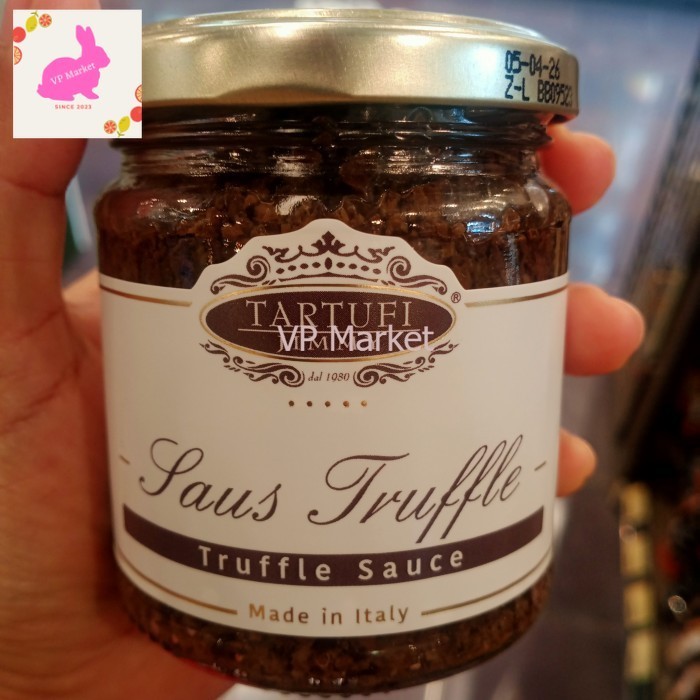 VP Market
SINCE 2023
05-04-26
Z-L BB0952
TARTUFI
VP Market
®
dal 1980
Saus Truffle
Truffle Sauce
Made in Italy